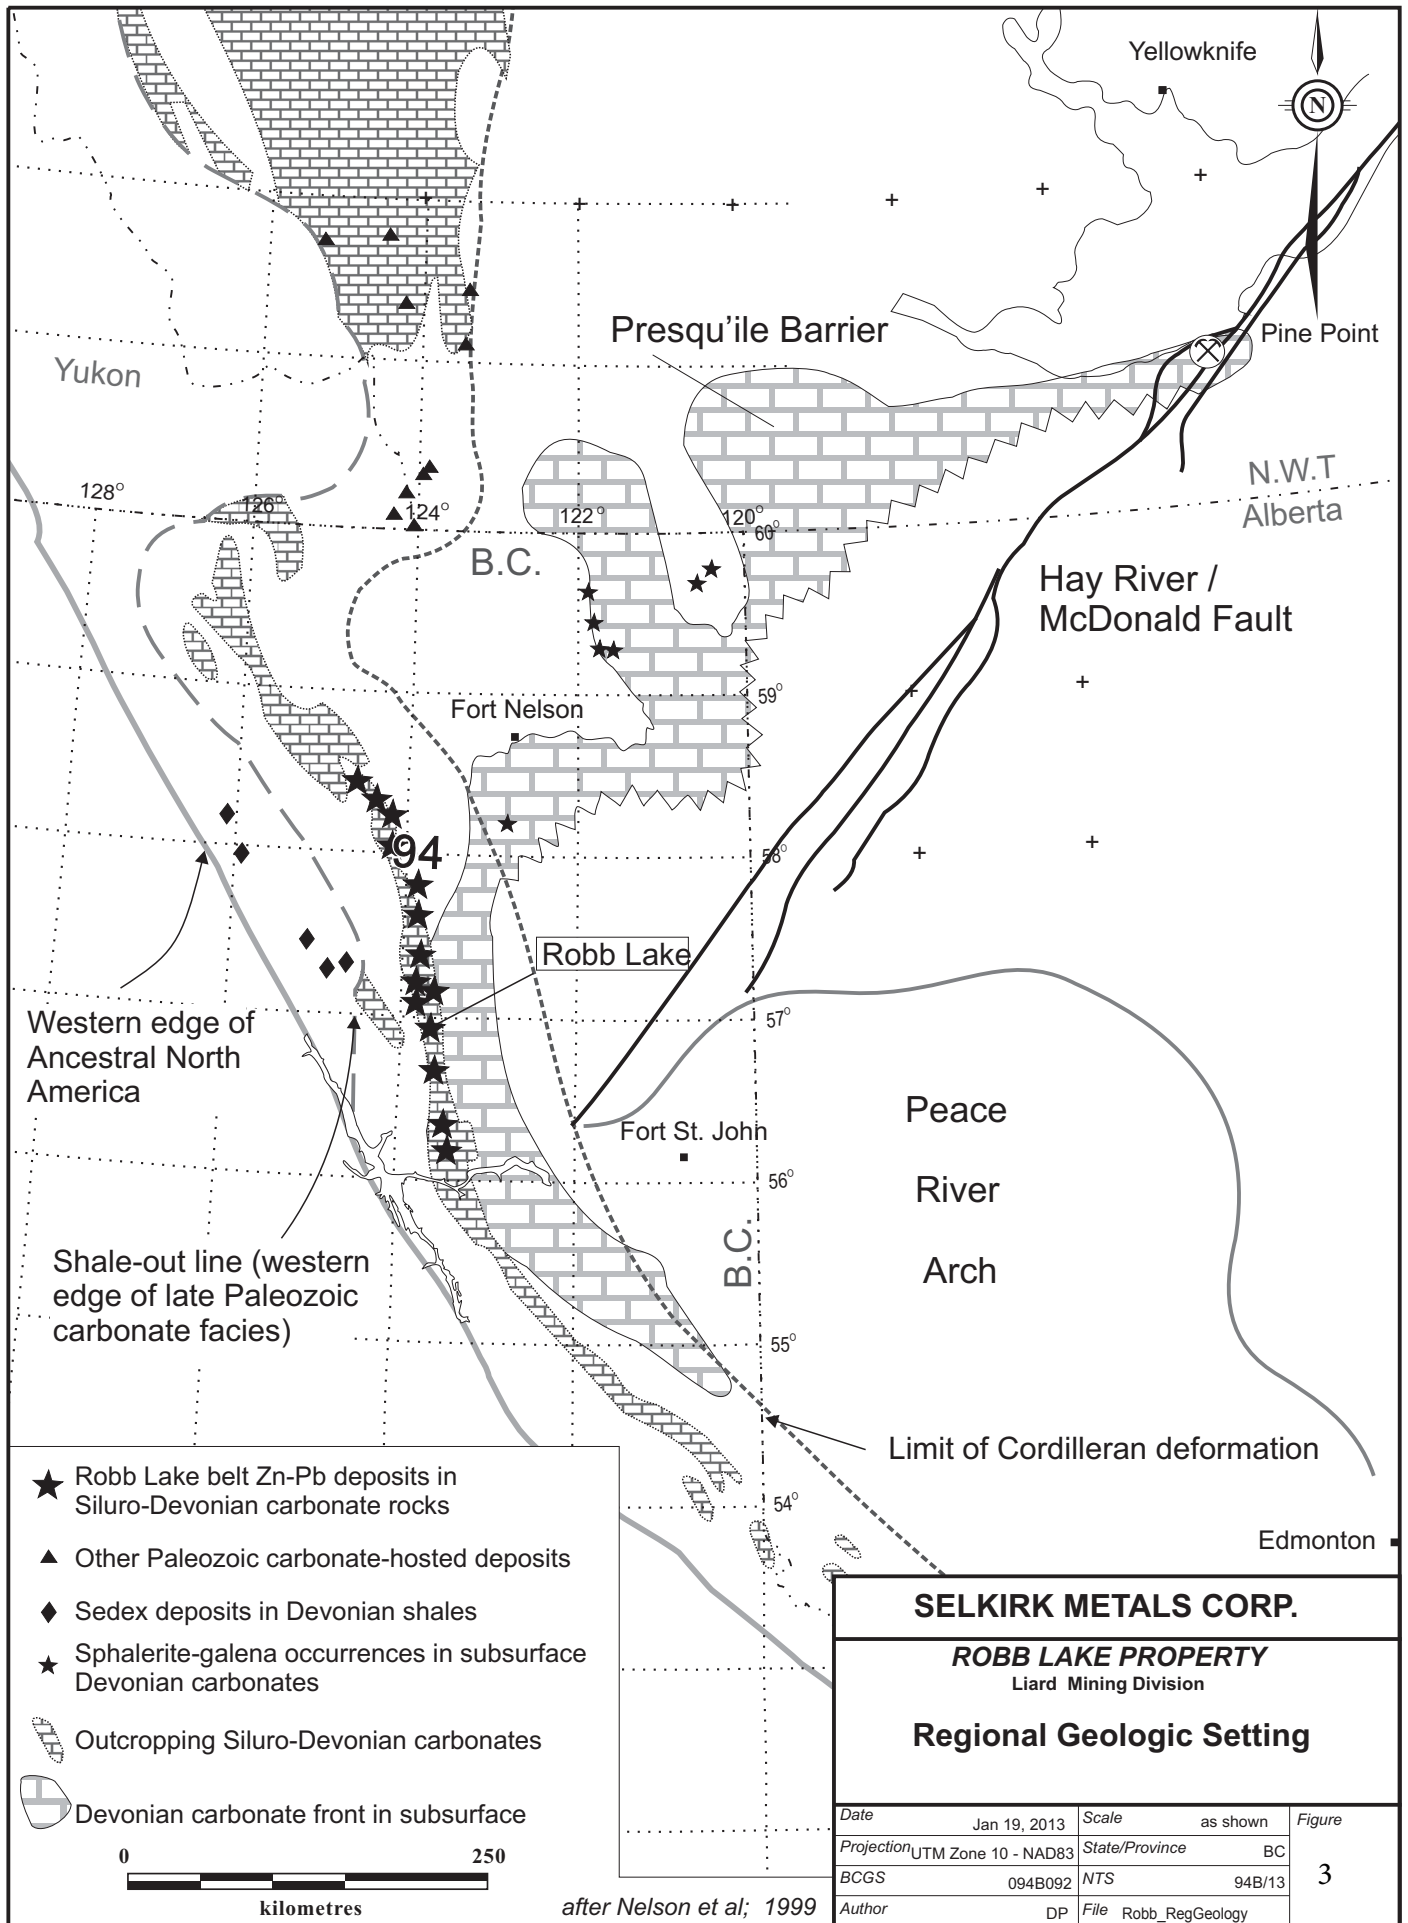 Yellowknife
N
Presqu'ile Barrier
Pine Point
Yukon
N.W.T
Alberta
128°
126°
124°
122°
120°
60°
B.C.
Hay River /
McDonald Fault
59°
Fort Nelson
94
58°
Robb Lake
57°
Western edge of
Ancestral North
America
Peace
River
Arch
Fort St. John
56°
B.C.
Shale-out line (western
edge of late Paleozoic
carbonate facies)
55°
Limit of Cordilleran deformation
54°
Edmonton
Robb Lake belt Zn-Pb deposits in
Siluro-Devonian carbonate rocks
Other Paleozoic carbonate-hosted deposits
Sedex deposits in Devonian shales
Sphalerite-galena occurrences in subsurface
Devonian carbonates
Outcropping Siluro-Devonian carbonates
Devonian carbonate front in subsurface
0 250
kilometres
after Nelson et al; 1999
SELKIRK METALS CORP.
ROBB LAKE PROPERTY
Liard Mining Division
Regional Geologic Setting
Date Jan 19, 2013 Scale as shown Figure
Projection UTM Zone 10 - NAD83 State/Province BC
3
BCGS 094B092 NTS 94B/13
Author DP File Robb_RegGeology